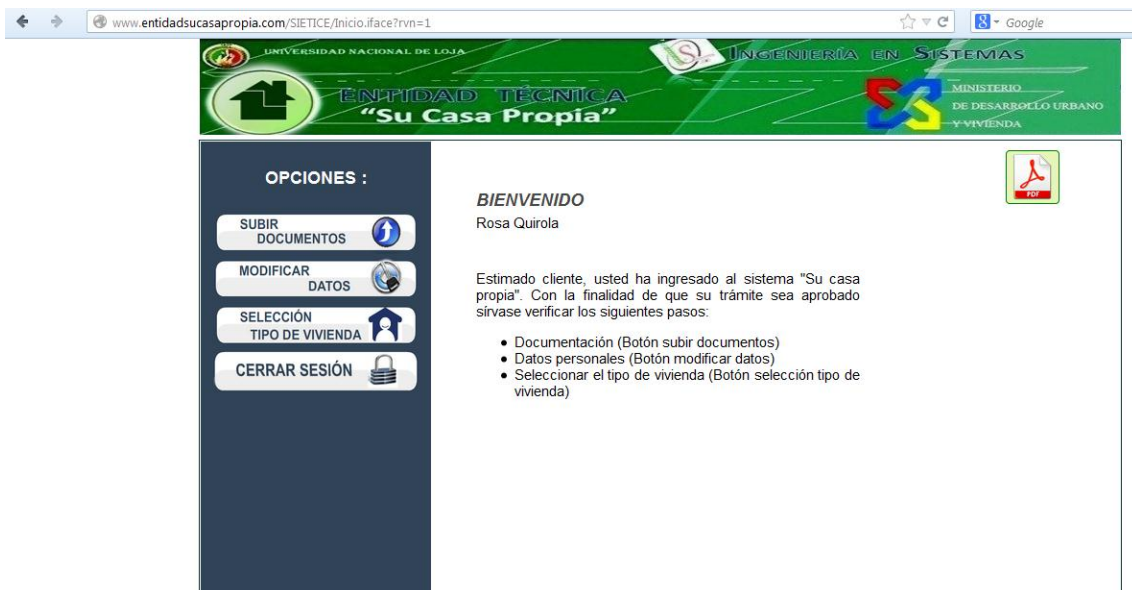 www.entidadsucasapropia.com/SIETICE/Inicio.iface?rvn=1
Google
UNIVERSIDAD NACIONAL DE LOJA
INGENIERÍA EN SISTEMAS
ENTIDAD TÉCNICA
"Su Casa Propia"
MINISTERIO
DE DESARROLLO URBANO
Y VIVIENDA
OPCIONES :
SUBIR
DOCUMENTOS
MODIFICAR
DATOS
SELECCIÓN
TIPO DE VIVIENDA
CERRAR SESIÓN
PDF
BIENVENIDO
Rosa Quirola
Estimado cliente, usted ha ingresado al sistema "Su casa
propia". Con la finalidad de que su trámite sea aprobado
sírvase verificar los siguientes pasos:
• Documentación (Botón subir documentos)
• Datos personales (Botón modificar datos)
• Seleccionar el tipo de vivienda (Botón selección tipo de
vivienda)